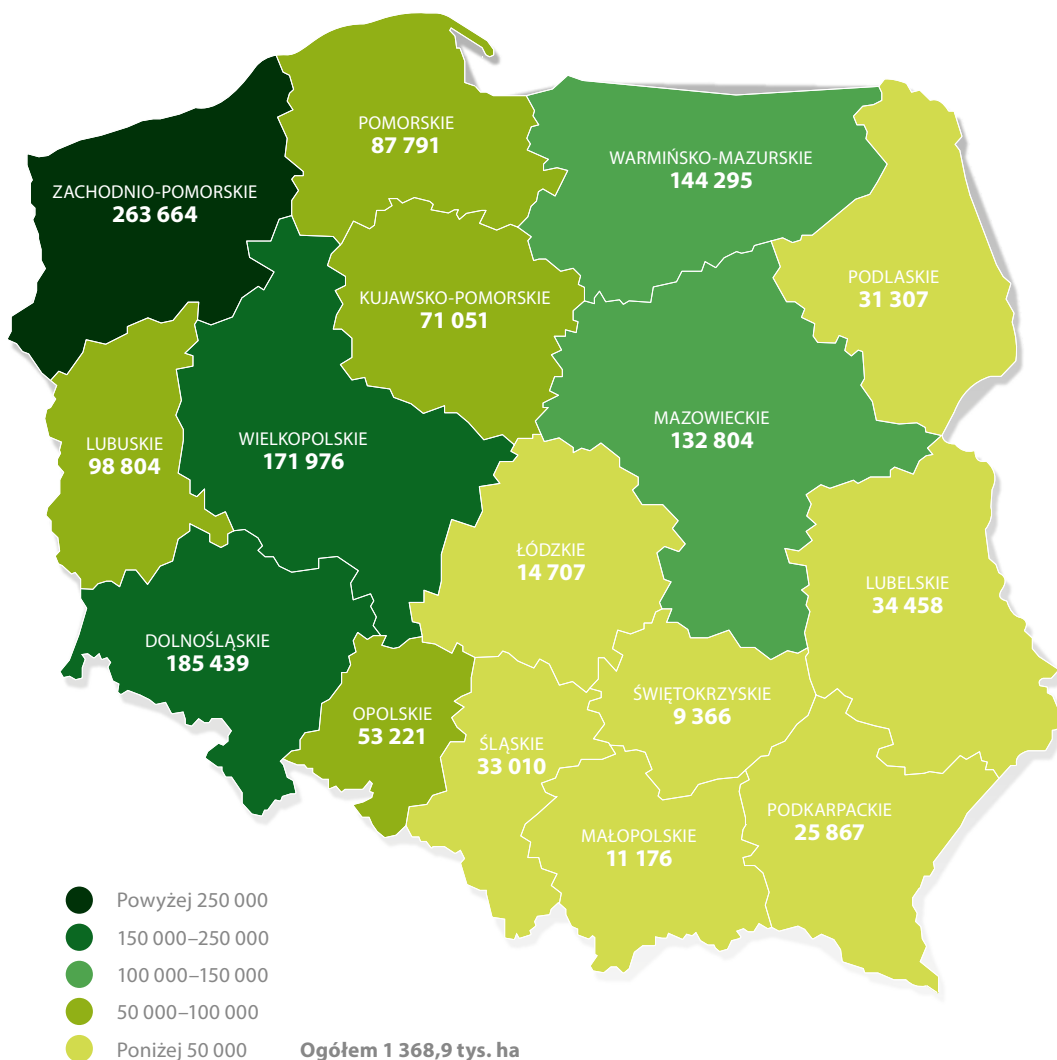 POMORSKIE
87 791
WARMIŃSKO-MAZURSKIE
144 295
ZACHODNIO-POMORSKIE
263 664
PODLASKIE
31 307
KUJAWSKO-POMORSKIE
71 051
MAZOWIECKIE
132 804
LUBUSKIE
98 804
WIELKOPOLSKIE
171 976
ŁÓDZKIE
14 707
LUBELSKIE
34 458
DOLNOŚLĄSKIE
185 439
ŚWIĘTOKRZYSKIE
9 366
OPOLSKIE
53 221
ŚLĄSKIE
33 010
PODKARPACKIE
25 867
MAŁOPOLSKIE
11 176
Powyżej 250 000
150 000–250 000
100 000–150 000
50 000–100 000
Poniżej 50 000
Ogółem 1 368,9 tys. ha